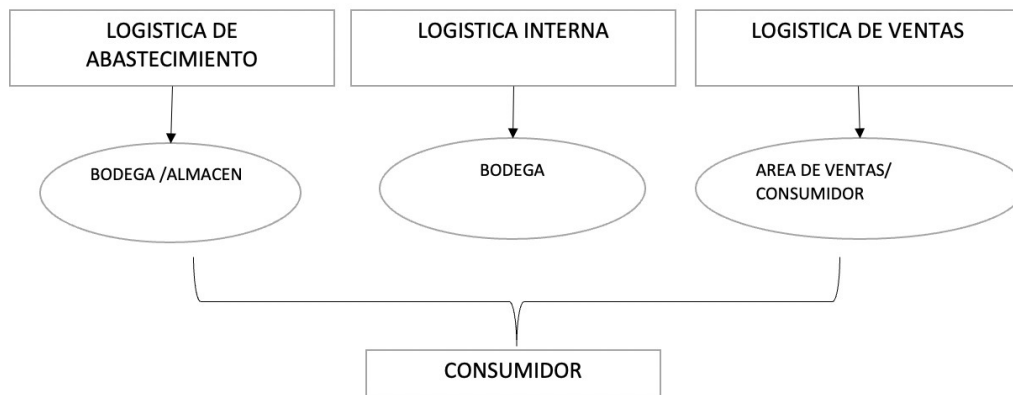 LOGISTICA DE
ABASTECIMIENTO
LOGISTICA INTERNA
LOGISTICA DE VENTAS
BODEGA /ALMACEN
BODEGA
AREA DE VENTAS/
CONSUMIDOR
CONSUMIDOR